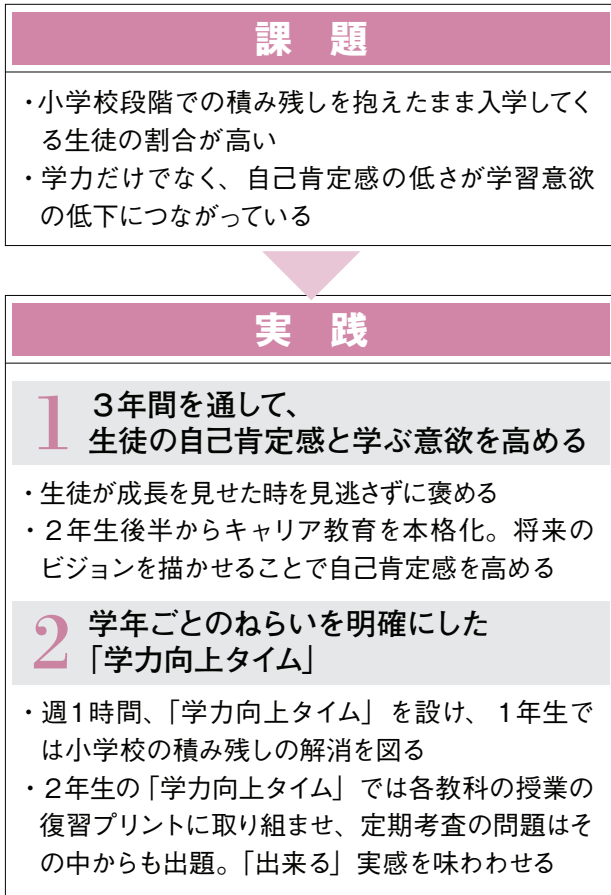 課　題
・小学校段階での積み残しを抱えたまま入学してく
る生徒の割合が高い
・学力だけでなく、自己肯定感の低さが学習意欲
の低下につながっている
実　践
1 3年間を通して、
生徒の自己肯定感と学ぶ意欲を高める
・生徒が成長を見せた時を見逃さずに褒める
・2年生後半からキャリア教育を本格化。将来の
ビジョンを描かせることで自己肯定感を高める
2 学年ごとのねらいを明確にした
「学力向上タイム」
・週1時間、「学力向上タイム」を設け、1年生で
は小学校の積み残しの解消を図る
・2年生の「学力向上タイム」では各教科の授業の
復習プリントに取り組ませ、定期考査の問題はそ
の中からも出題。「出来る」実感を味わわせる